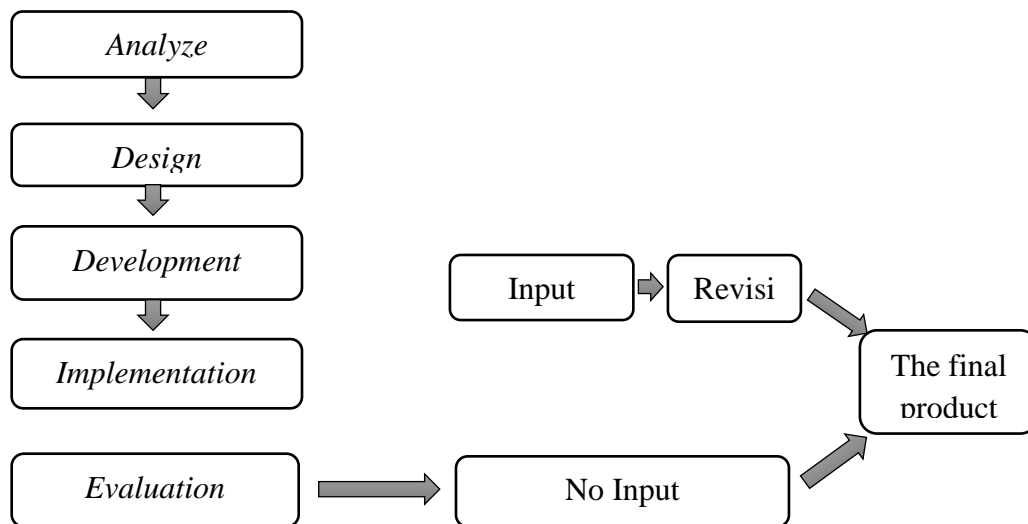 Analyze
Design
Development
Implementation
Evaluation
Input
Revisi
No Input
The final
product